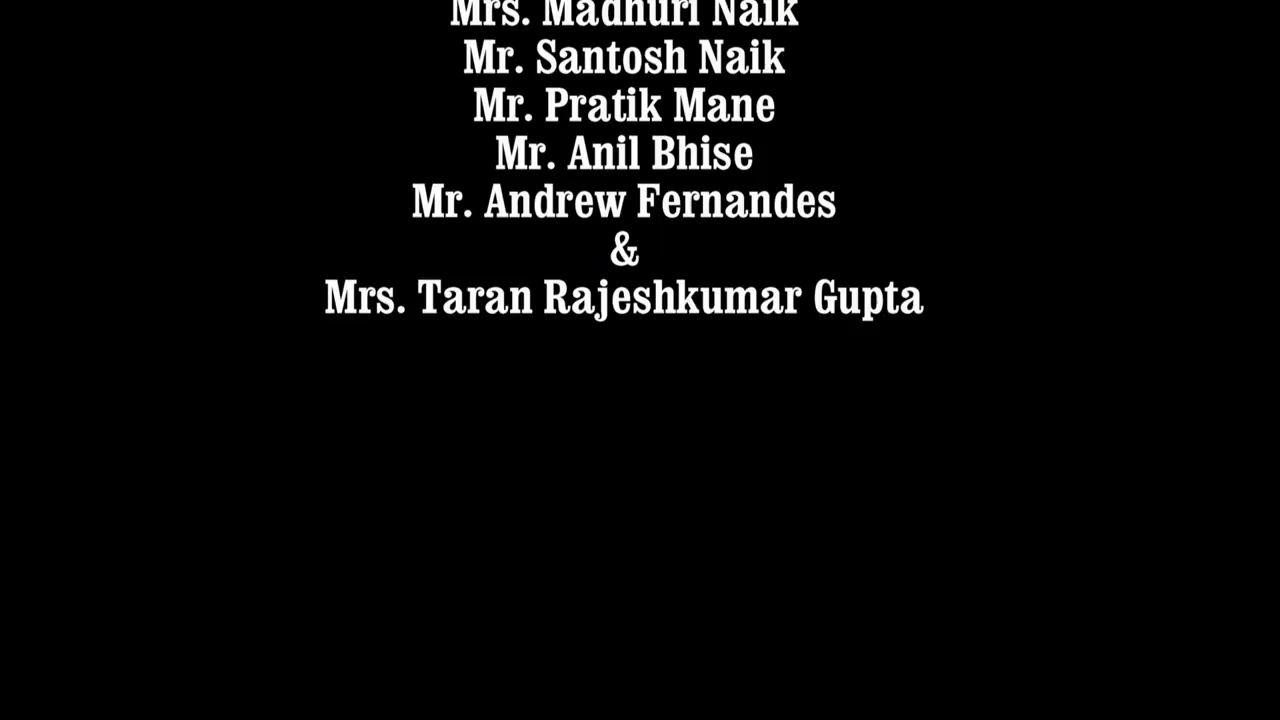 Mrs. Madhuri Naik
Mr. Santosh Naik
Mr. Pratik Mane
Mr. Anil Bhise
Mr. Andrew Fernandes
&
Mrs. Taran Rajeshkumar Gupta